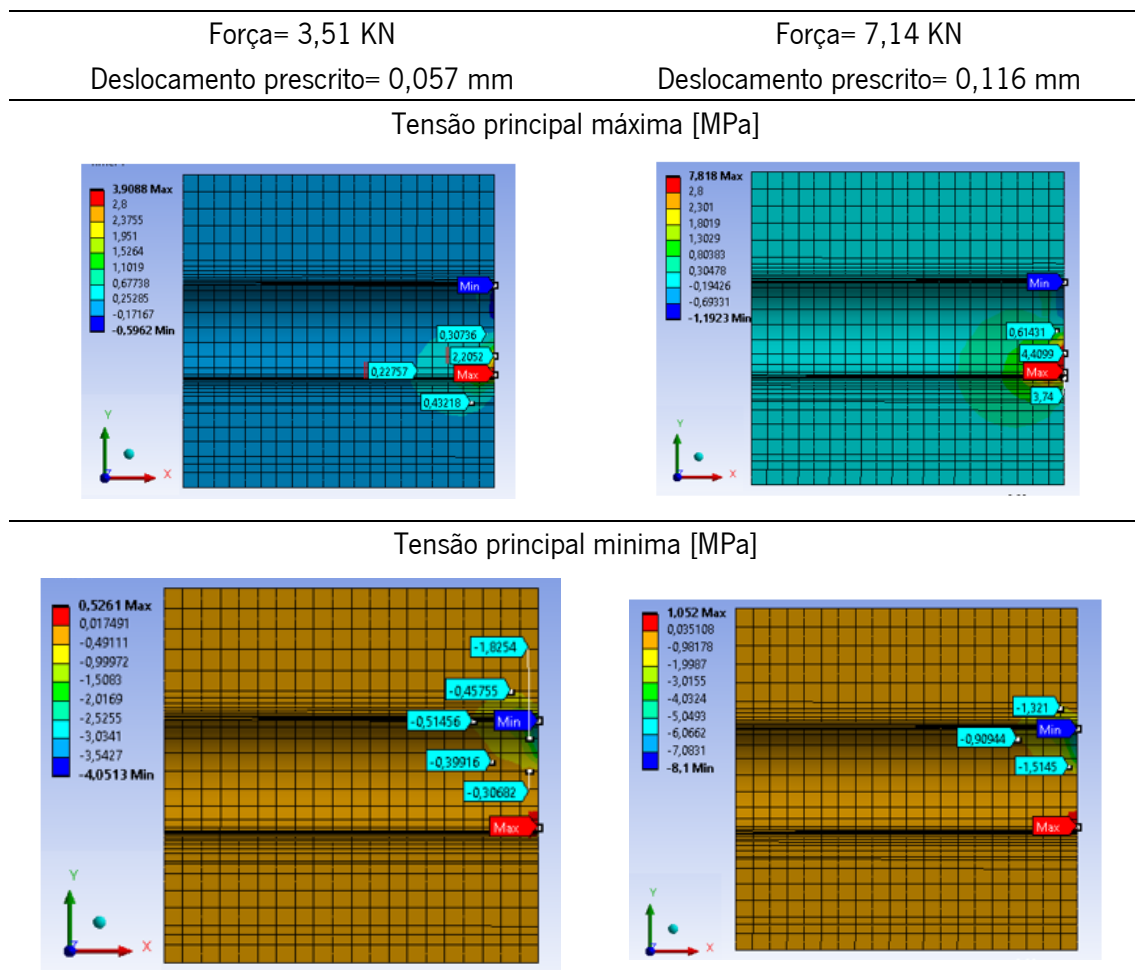 Força= 3,51 KN
Força= 7,14 KN
Deslocamento prescrito= 0,057 mm
Deslocamento prescrito= 0,116 mm
Tensão principal máxima [MPa]
3,9088 Max
2,8
2,3755
1,951
1,5264
1,1019
0,67738
0,25285
-0,17167
-0,5962 Min
Min
0,30736
2,2052
0,22757
Max
0,43218
Y
X
7,818 Max
2,8
2,301
1,8019
1,3029
0,80383
0,30478
-0,19426
-0,69331
-1,1923 Min
Min
0,61431
4,4099
Max
3,74
Y
X
Tensão principal minima [MPa]
0,5261 Max
0,017491
-0,49111
-0,99972
-1,5083
-2,0169
-2,5255
-3,0341
-3,5427
-4,0513 Min
-1,8254
-0,45755
-0,51456
Min
-0,39916
-0,30682
Max
Y
X
1,052 Max
0,035108
-0,98178
-1,9987
-3,0155
-4,0324
-5,0493
-6,0662
-7,0831
-8,1 Min
-1,321
Min
-0,90944
-1,5145
Max
Y
X